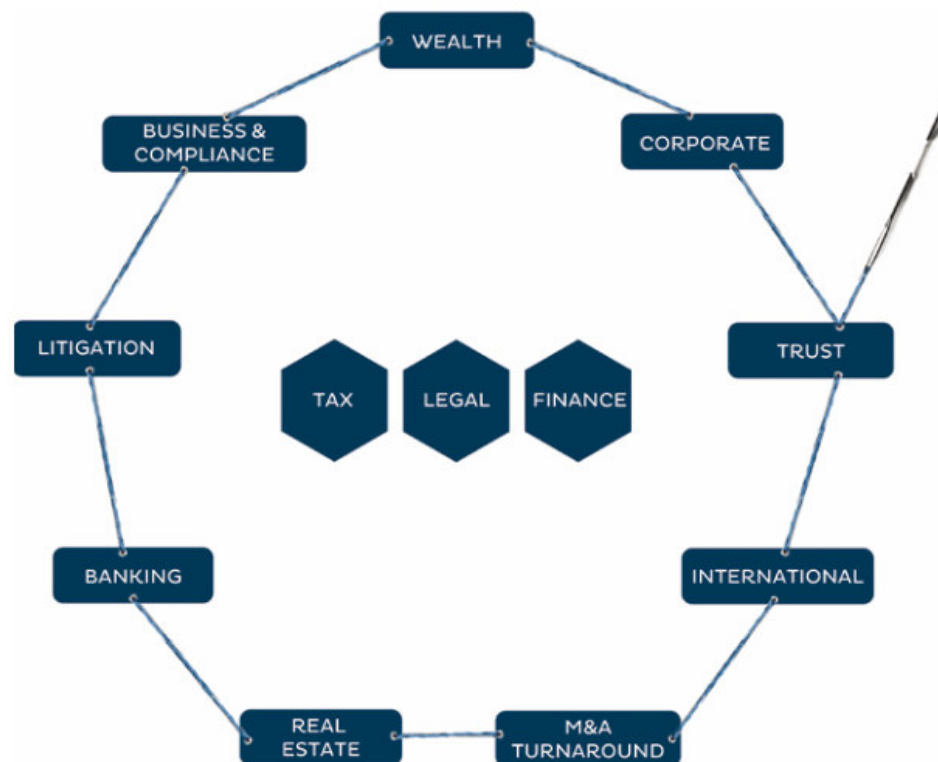 WEALTH
BUSINESS &
COMPLIANCE
CORPORATE
LITIGATION
TRUST
TAX
LEGAL
FINANCE
BANKING
INTERNATIONAL
REAL
ESTATE
M&A
TURNAROUND